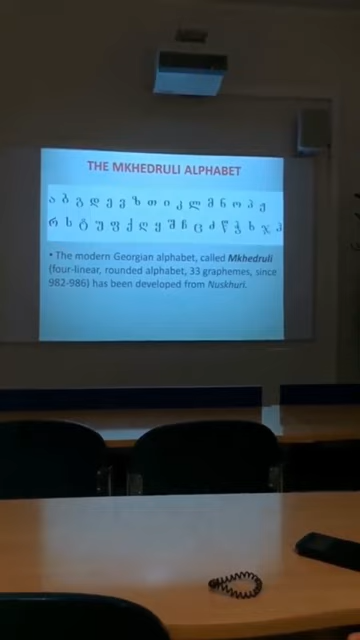 THE MKHEDRULI ALPHABET
ა ბ გ დ ე ვ ზ თ ი კ ლ მ ნ ო პ ჟ
რ ს ტ უ ფ ქ ღ ყ შ ჩ ც ძ წ ჭ ხ ჯ ჰ
• The modern Georgian alphabet, called Mkhedruli
(four-linear, rounded alphabet, 33 graphemes, since
982-986) has been developed from Nuskhuri.